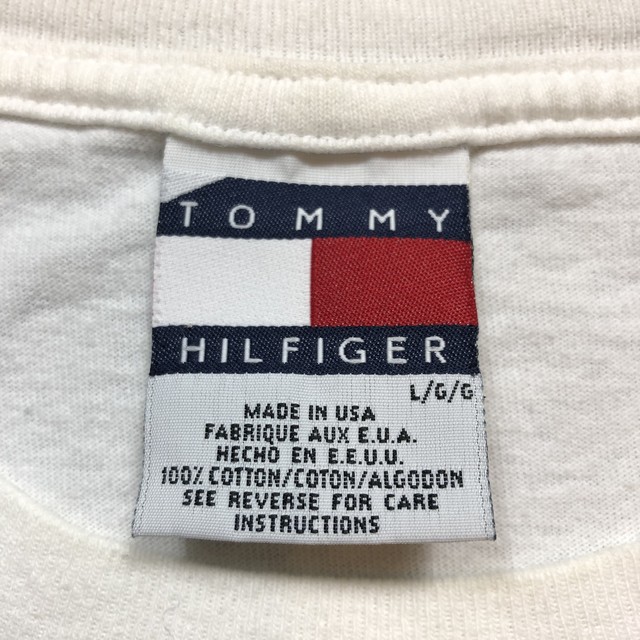 TOMMY
HILFIGER
L/G/G
MADE IN USA
FABRIQUE AUX E.U.A.
HECHO EN E.E.U.U.
100% COTTON/COTON/ALGODON
SEE REVERSE FOR CARE
INSTRUCTIONS